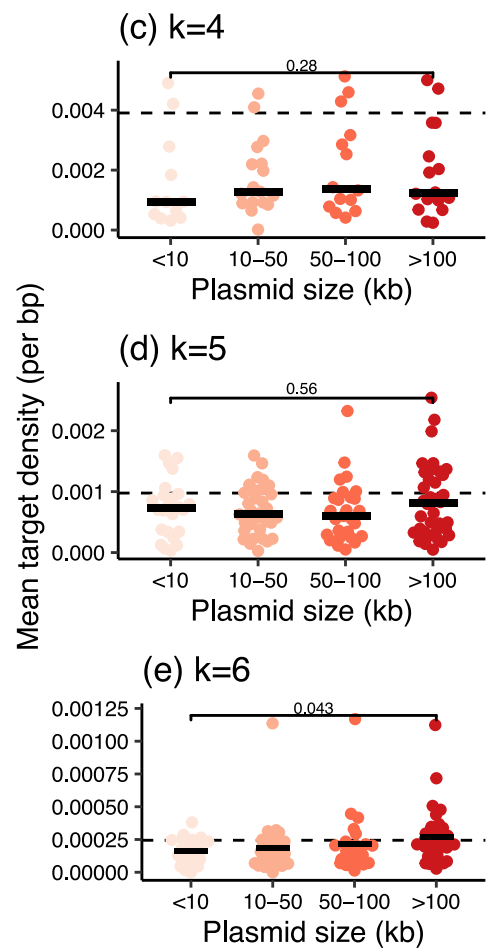 Mean target density (per bp)
(c) k=4
0.28
0.004
0.002
0.000
<10 10−50 50−100 >100
Plasmid size (kb)
(d) k=5
0.56
0.002
0.001
0.000
<10 10−50 50−100 >100
Plasmid size (kb)
(e) k=6
0.043
0.00125
0.00100
0.00075
0.00050
0.00025
0.00000
<10 10−50 50−100 >100
Plasmid size (kb)